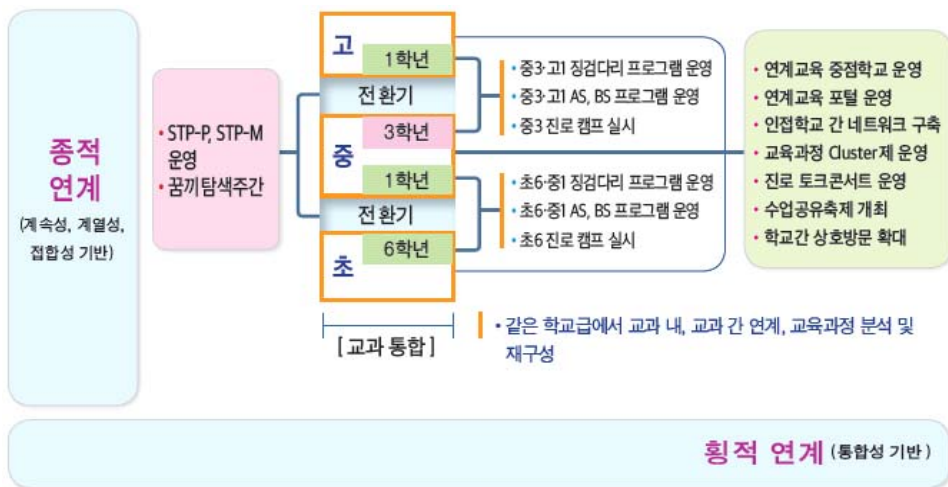 종적
연계
(계속성, 계열성,
접합성 기반)
• STP-P, STP-M
운영
• 꿈끼탐색주간
고
1학년
전환기
3학년
중
1학년
전환기
6학년
초
[교과 통합]
• 중3·고1 징검다리 프로그램 운영
• 중3·고1 AS, BS 프로그램 운영
• 중3 진로 캠프 실시
• 초6·중1 징검다리 프로그램 운영
• 초6·중1 AS, BS 프로그램 운영
• 초6 진로 캠프 실시
• 같은 학교급에서 교과 내, 교과 간 연계, 교육과정 분석 및
재구성
• 연계교육 중점학교 운영
• 연계교육 포털 운영
• 인접학교 간 네트워크 구축
• 교육과정 Cluster제 운영
• 진로 토크콘서트 운영
• 수업공유축제 개최
• 학교간 상호방문 확대
횡적 연계 (통합성 기반)